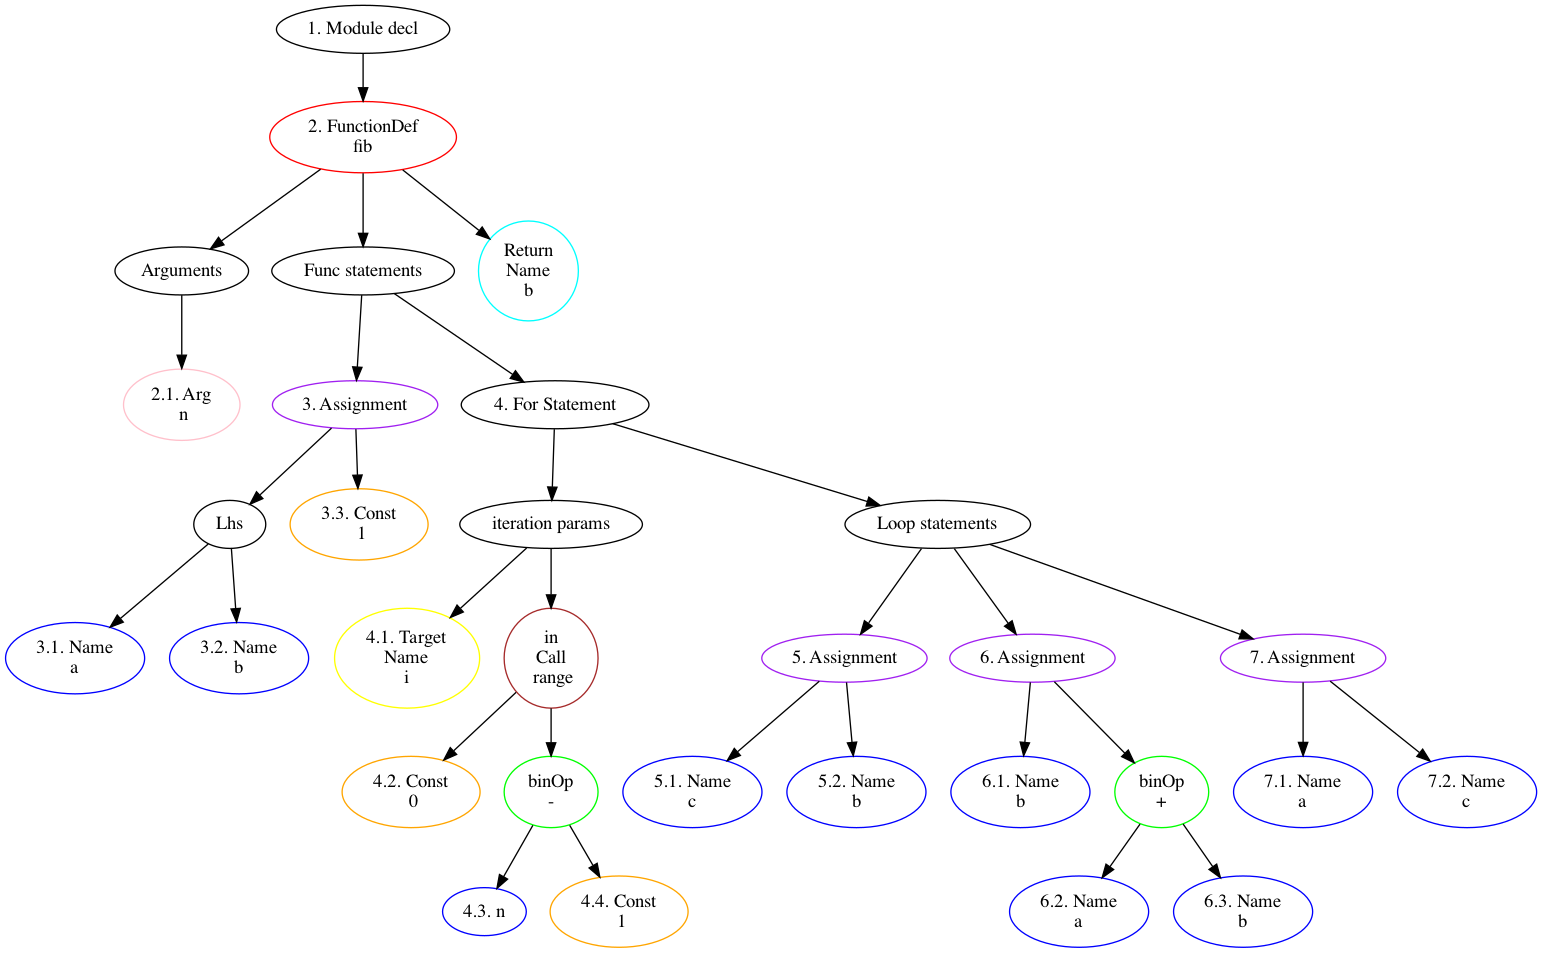 1. Module decl
2. FunctionDef
fib
Arguments
Func statements
Return
Name
b
2.1. Arg
n
3. Assignment
4. For Statement
Lhs
3.3. Const
1
iteration params
Loop statements
3.1. Name
a
3.2. Name
b
4.1. Target
Name
i
in
Call
range
5. Assignment
6. Assignment
7. Assignment
4.2. Const
0
binOp
-
5.1. Name
c
5.2. Name
b
6.1. Name
b
binOp
+
7.1. Name
a
7.2. Name
c
4.3. n
4.4. Const
1
6.2. Name
a
6.3. Name
b